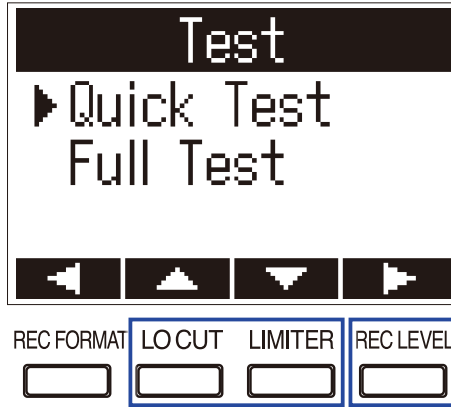 Test
Quick Test
Full Test
REC FORMAT LO CUT LIMITER REC LEVEL